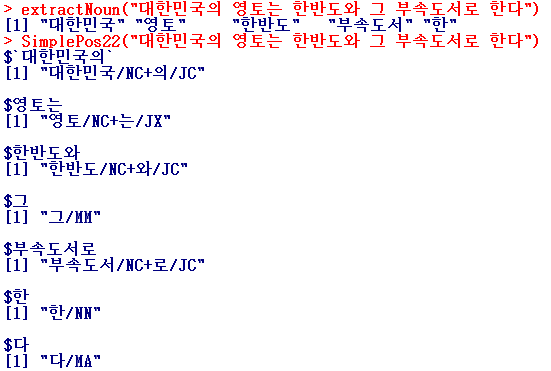 > extractNoun("대한민국의 영토는 한반도와 그 부속도서로 한다")
[1] "대한민국" "영토" "한반도" "부속도서" "한"
> SimplePos22("대한민국의 영토는 한반도와 그 부속도서로 한다")
$`대한민국의`
[1] "대한민국/NC+의/JC"
$영토는
[1] "영토/NC+는/JX"
$한반도와
[1] "한반도/NC+와/JC"
$그
[1] "그/MM"
$부속도서로
[1] "부속도서/NC+로/JC"
$한
[1] "한/NN"
$다
[1] "다/MA"